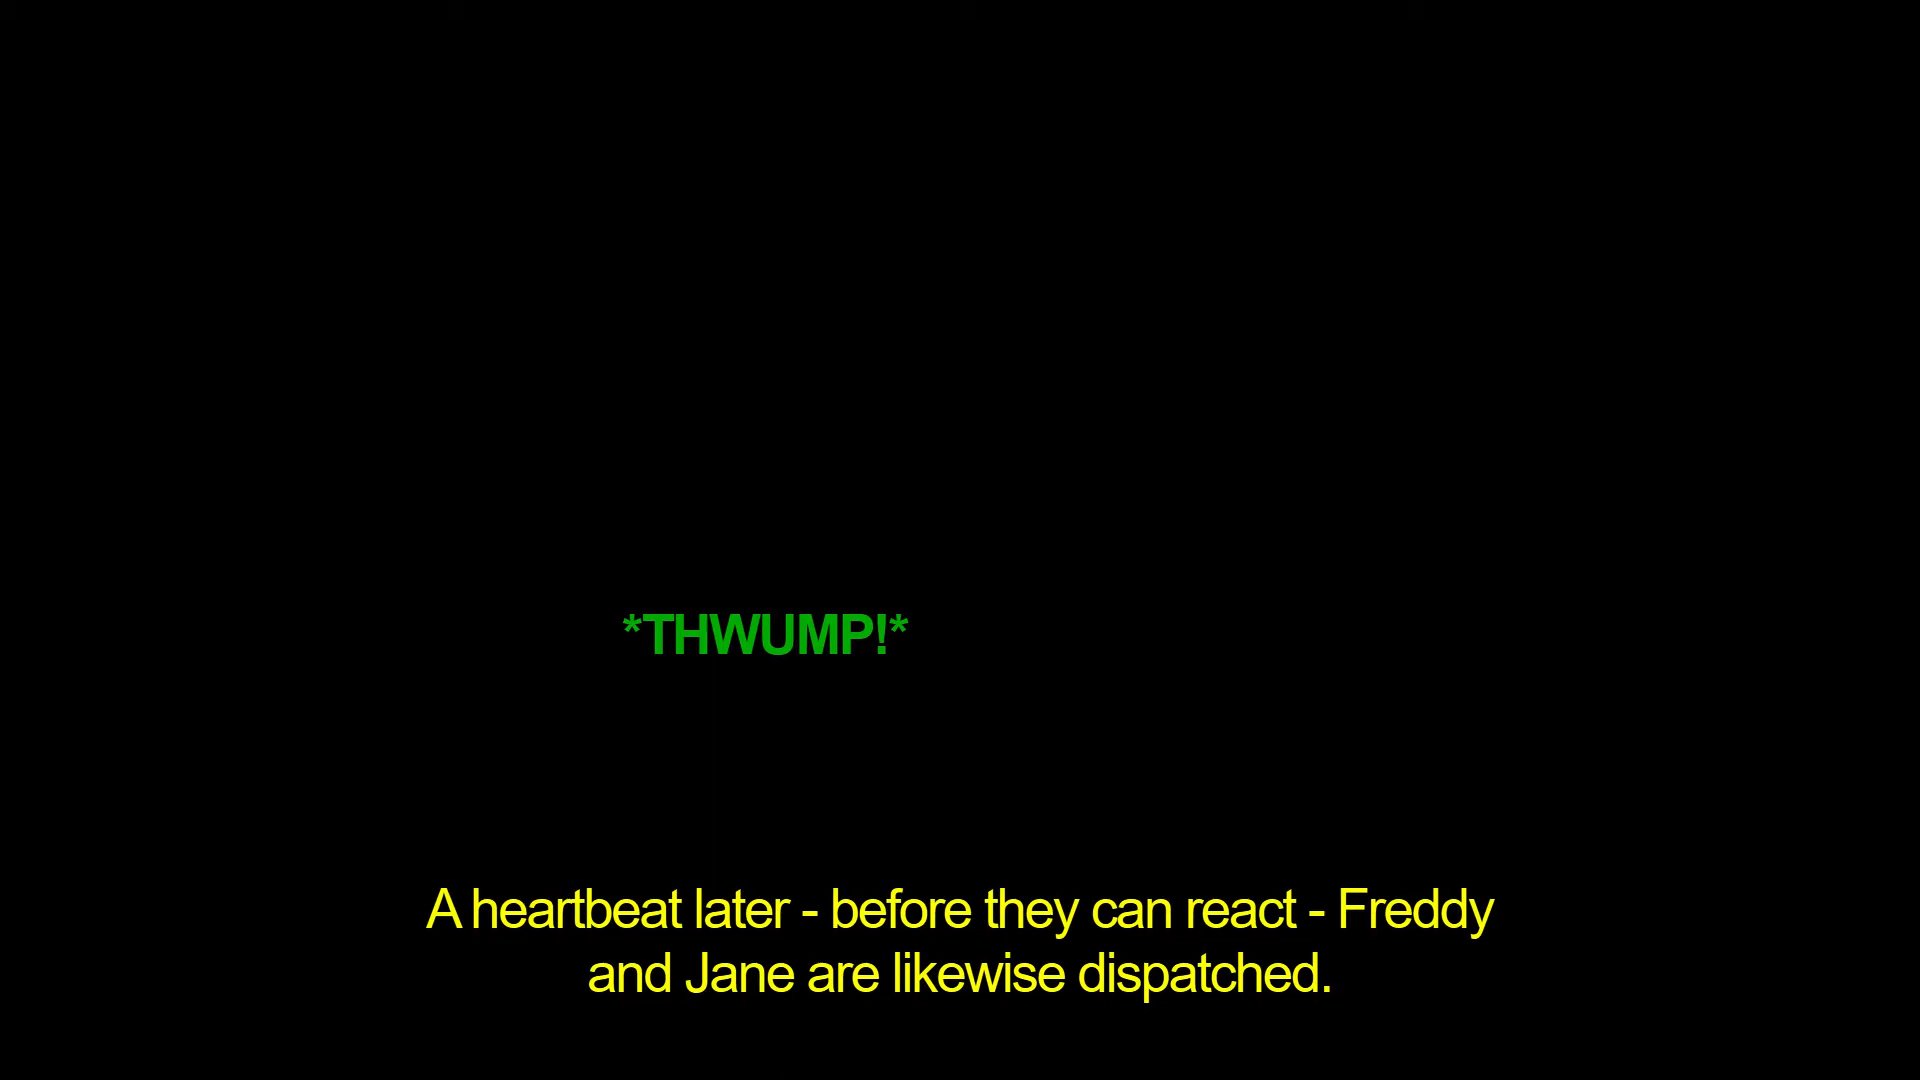 *THWUMP!*
A heartbeat later - before they can react - Freddy
and Jane are likewise dispatched.